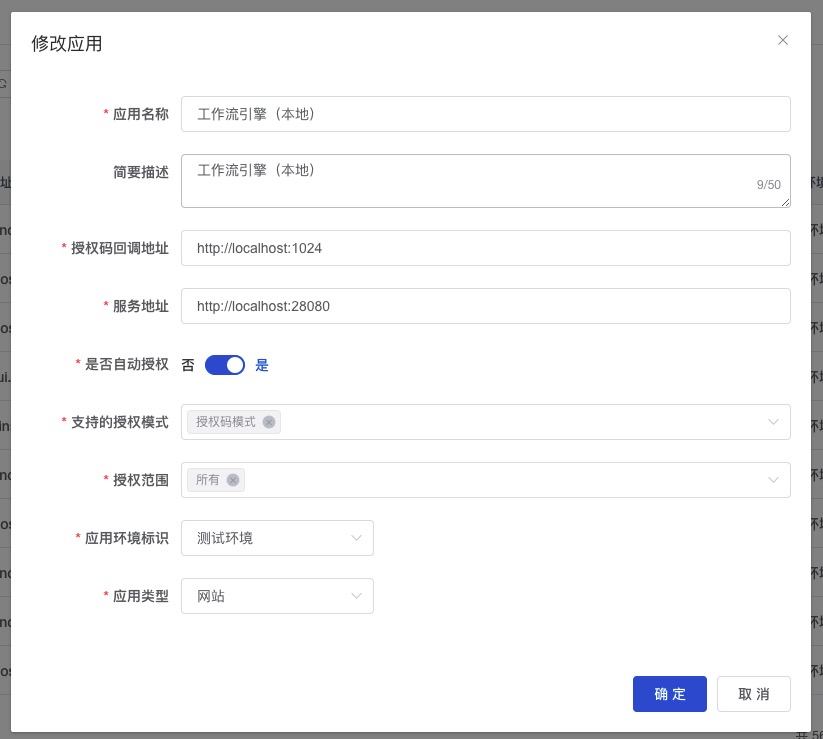 修改应用
* 应用名称
工作流引擎（本地）
简要描述
工作流引擎（本地）
9/50
* 授权码回调地址
http://localhost:1024
* 服务地址
http://localhost:28080
* 是否自动授权
否
是
* 支持的授权模式
授权码模式
* 授权范围
所有
* 应用环境标识
测试环境
* 应用类型
网站
确 定
取 消